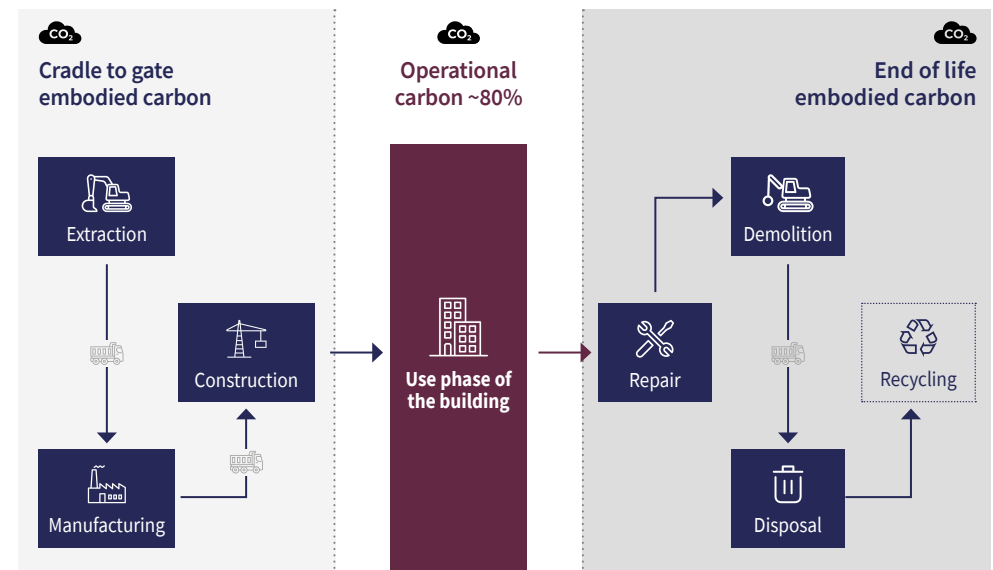 CO₂
Cradle to gate
embodied carbon
Extraction
Manufacturing
Construction
CO₂
Operational
carbon ~80%
Use phase of
the building
CO₂
End of life
embodied carbon
Repair
Demolition
Disposal
Recycling